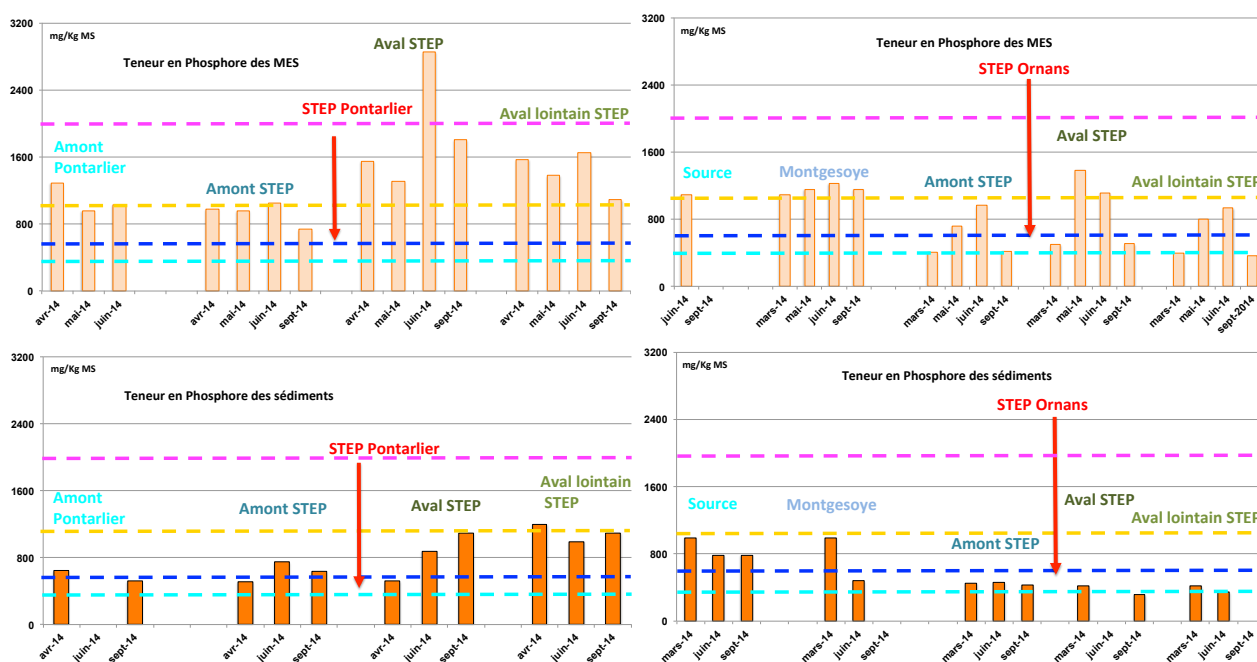 3200
2400
1600
800
0
mg/Kg MS
Teneur en Phosphore des MES
Aval STEP
STEP Pontarlier
Aval lointain STEP
Amont
Pontarlier
Amont STEP
avr-14
mai-14
juin-14
avr-14
mai-14
juin-14
sept-14
avr-14
mai-14
juin-14
sept-14
avr-14
mai-14
juin-14
sept-14
3200
2400
1600
800
0
mg/Kg MS
Teneur en Phosphore des MES
STEP Ornans
Aval STEP
Source
Montgesoye
Amont STEP
Aval lointain STEP
juin-14
sept-14
mars-14
mai-14
juin-14
sept-14
mars-14
mai-14
juin-14
sept-14
mars-14
mai-14
juin-14
sept-14
mars-14
mai-14
juin-14
sept-2014
3200
2400
1600
800
0
mg/Kg MS
Teneur en Phosphore des sédiments
STEP Pontarlier
Amont
Pontarlier
Amont STEP
Aval STEP
Aval lointain
STEP
avr-14
juin-14
sept-14
avr-14
juin-14
sept-14
avr-14
juin-14
sept-14
avr-14
juin-14
sept-14
3200
2400
1600
800
0
mg/Kg MS
Teneur en Phosphore des sédiments
STEP Ornans
Source
Montgesoye
Aval STEP
Aval lointain STEP
Amont STEP
mars-14
juin-14
sept-14
mars-14
juin-14
sept-14
mars-14
juin-14
sept-14
mars-14
juin-14
sept-14
mars-14
juin-14
sept-14